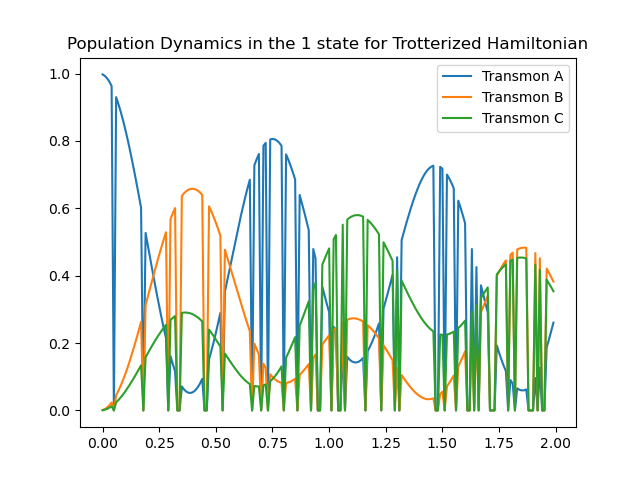 Population Dynamics in the 1 state for Trotterized Hamiltonian
Transmon A
Transmon B
Transmon C
1.0
0.8
0.6
0.4
0.2
0.0
0.00 0.25 0.50 0.75 1.00 1.25 1.50 1.75 2.00